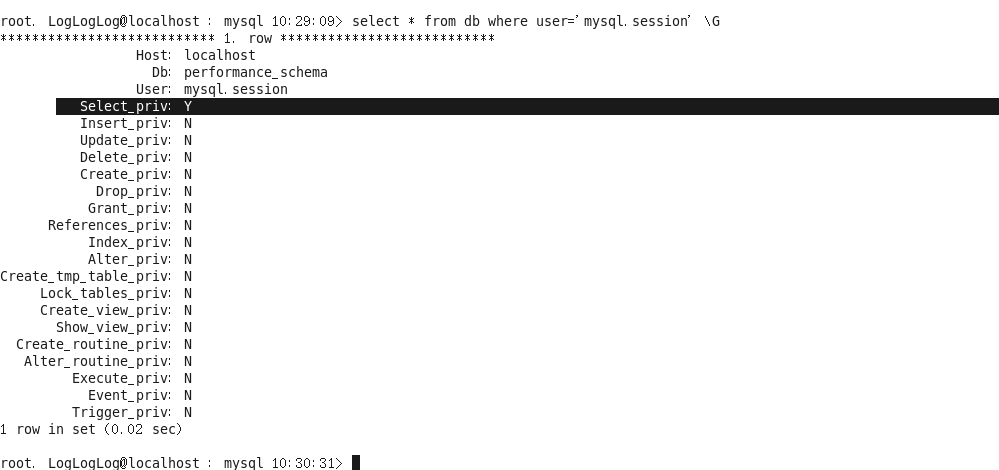 root. LogLogLog@localhost : mysql 10:29:09> select * from db where user='mysql.session' \G
*************************** 1. row ***************************
Host: localhost
Db: performance_schema
User: mysql.session
Select_priv: Y
Insert_priv: N
Update_priv: N
Delete_priv: N
Create_priv: N
Drop_priv: N
Grant_priv: N
References_priv: N
Index_priv: N
Alter_priv: N
Create_tmp_table_priv: N
Lock_tables_priv: N
Create_view_priv: N
Show_view_priv: N
Create_routine_priv: N
Alter_routine_priv: N
Execute_priv: N
Event_priv: N
Trigger_priv: N
1 row in set (0.02 sec)
root. LogLogLog@localhost : mysql 10:30:31>